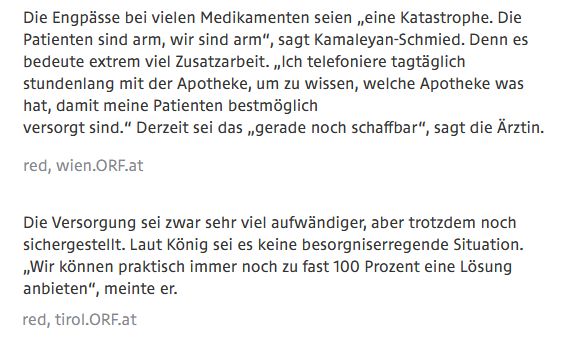 Die Engpässe bei vielen Medikamenten seien „eine Katastrophe. Die
Patienten sind arm, wir sind arm“, sagt Kamaleyan-Schmied. Denn es
bedeute extrem viel Zusatzarbeit. „Ich telefoniere tagtäglich
stundenlang mit der Apotheke, um zu wissen, welche Apotheke was
hat, damit meine Patienten bestmöglich
versorgt sind.“ Derzeit sei das „gerade noch schaffbar“, sagt die Ärztin.
red, wien.ORF.at
Die Versorgung sei zwar sehr viel aufwändiger, aber trotzdem noch
sichergestellt. Laut König sei es keine besorgniserregende Situation.
„Wir können praktisch immer noch zu fast 100 Prozent eine Lösung
anbieten“, meinte er.
red, tirol.ORF.at